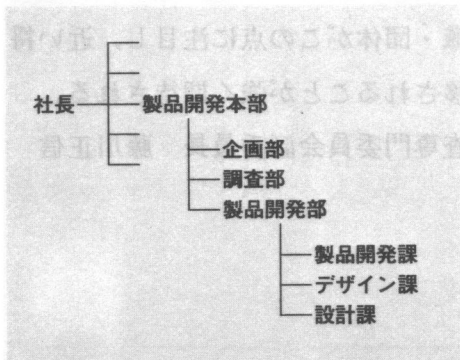 社長
製品開発本部
企画部
調査部
製品開発部
製品開発課
デザイン課
設計課